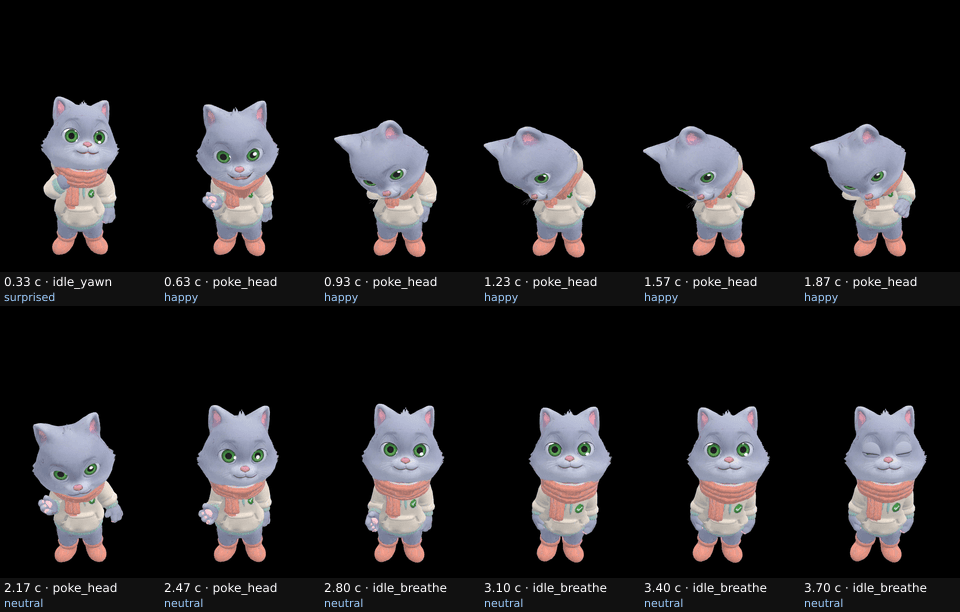 0.33 с · idle_yawn
surprised
0.63 с · poke_head
happy
0.93 с · poke_head
happy
1.23 с · poke_head
happy
1.57 с · poke_head
happy
1.87 с · poke_head
happy
2.17 с · poke_head
neutral
2.47 с · poke_head
neutral
2.80 с · idle_breathe
neutral
3.10 с · idle_breathe
neutral
3.40 с · idle_breathe
neutral
3.70 с · idle_breathe
neutral